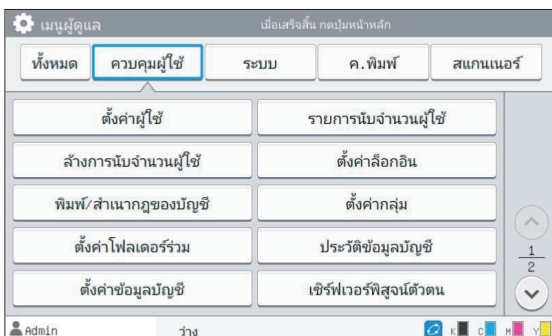 เมนูผู้ดูแล เมื่อเสร็จสิ้น กดปุ่มหน้าหลัก
ทั้งหมด ควบคุมผู้ใช้ ระบบ ค.พิมพ์ สแกนเนอร์
ตั้งค่าผู้ใช้ รายการนับจำนวนผู้ใช้
ล้างการนับจำนวนผู้ใช้ ตั้งค่าล็อกอิน
พิมพ์/สำเนากฎของบัญชี ตั้งค่ากลุ่ม
ตั้งค่าโฟลเดอร์ร่วม ประวัติข้อมูลบัญชี
ตั้งค่าข้อมูลบัญชี เซิร์ฟเวอร์พิสูจน์ตัวตน
1
2
Admin ว่าง K C M Y